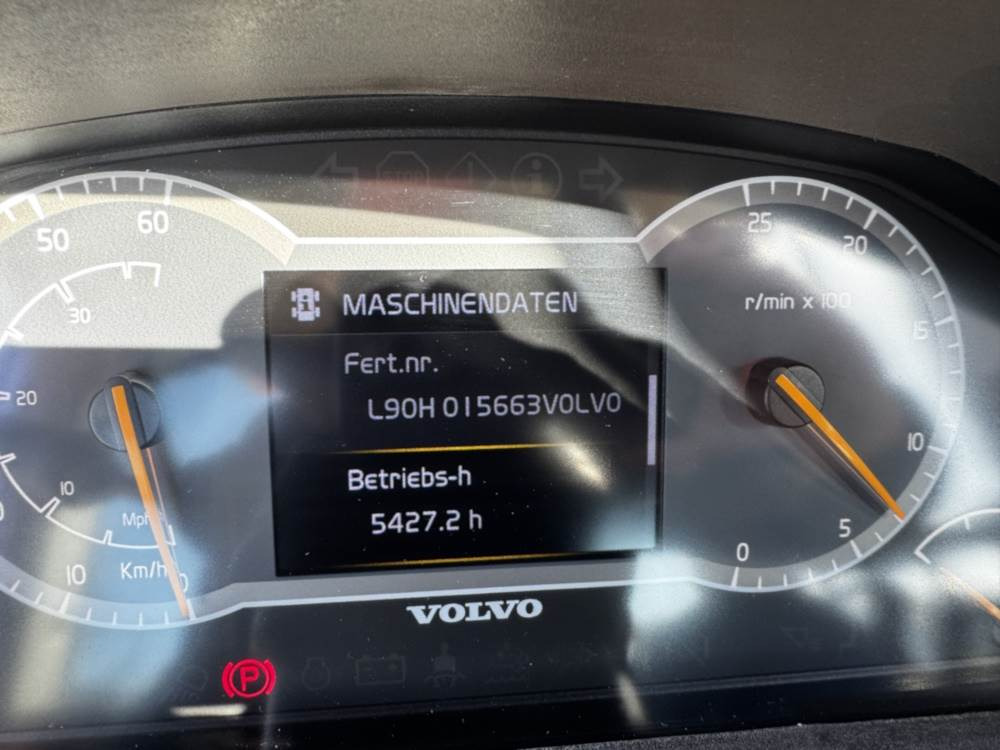 MASCHINENDATEN
Fert.nr.
L90H 015663VOLVO
Betriebs-h
5427.2 h
VOLVO
60
50
30
20
10
Mph
10
Km/h
0
25
20
r/min x 100
15
10
5
0
P